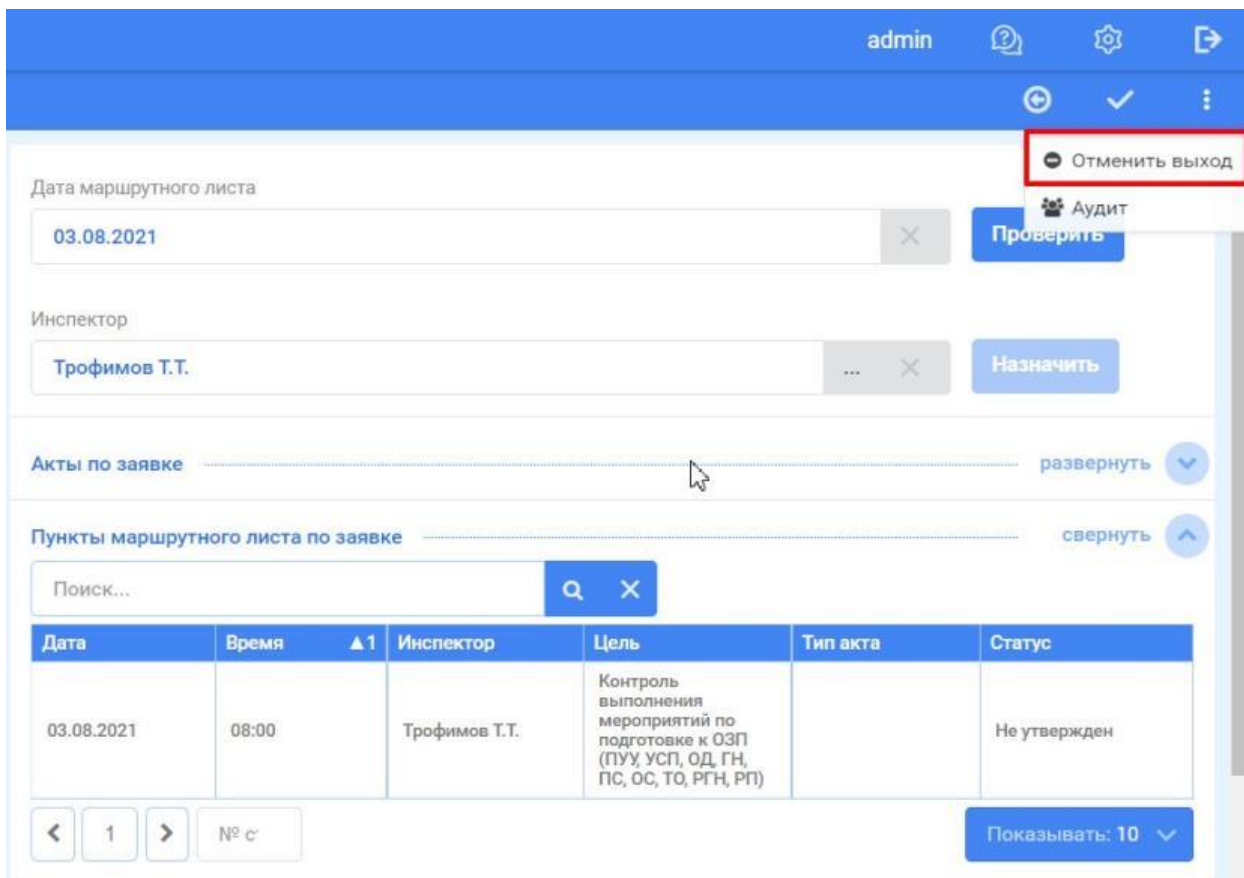 admin
Отменить выход
Аудит
Дата маршрутного листа
03.08.2021
Проверить
Инспектор
Трофимов Т.Т.
...
Назначить
Акты по заявке
развернуть
Пункты маршрутного листа по заявке
свернуть
Поиск...
Дата Время ▲1 Инспектор Цель Тип акта Статус
Контроль
выполнения
мероприятий по
03.08.2021 08:00 Трофимов Т.Т. подготовке к ОЗП Не утвержден
(ПУУ, УСП, ОД, ГН,
ПС, ОС, ТО, РГН, РП)
1 № Показывать: 10